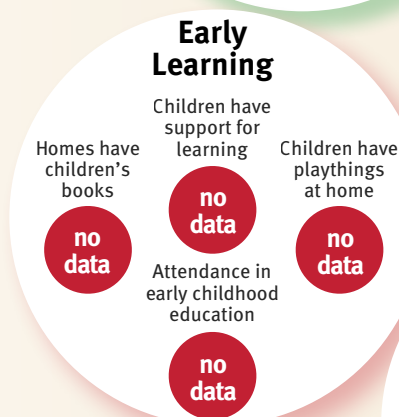 Early
Learning
Children have
support for
learning
no
data
Homes have
children’s
books
no
data
Children have
playthings
at home
no
data
Attendance in
early childhood
education
no
data